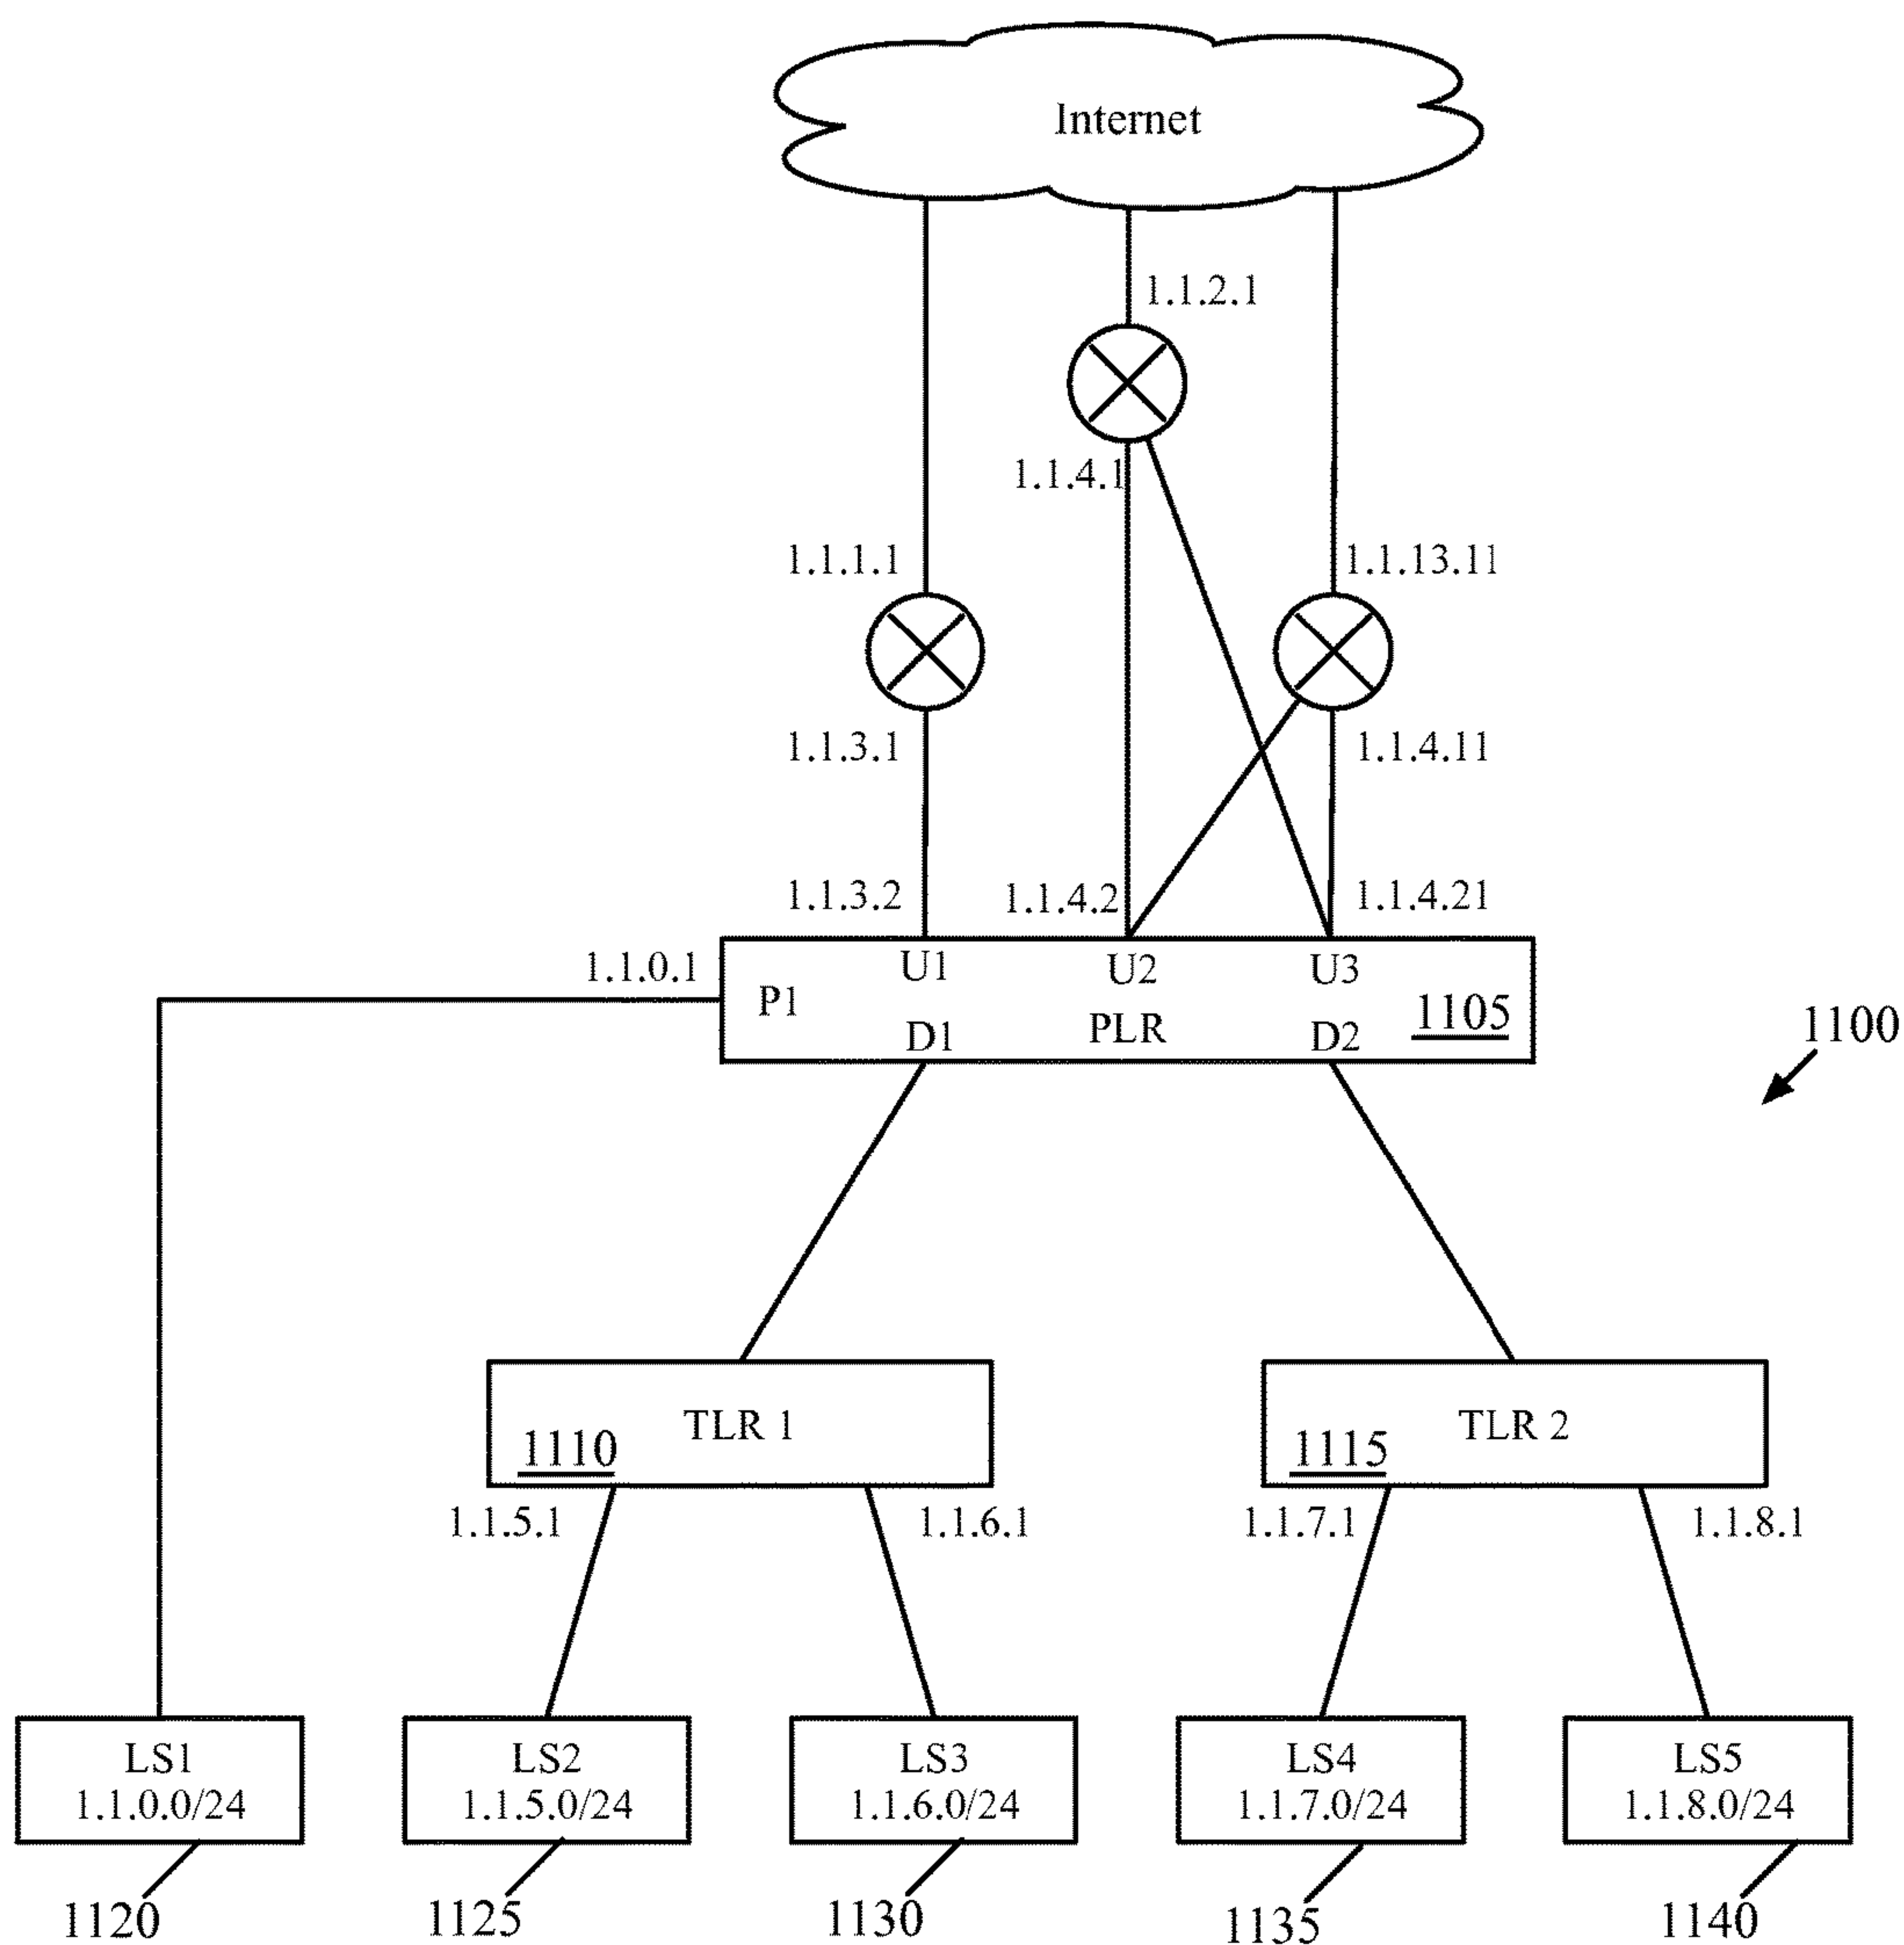 Internet
1.1.2.1
1.1.4.1
1.1.1.1
1.1.13.11
1.1.3.1
1.1.4.11
1.1.3.2
1.1.4.2
1.1.4.21
1.1.0.1
U1
U2
U3
P1
1105
D1
PLR
D2
1100
TLR 1
1110
TLR 2
1115
1.1.5.1
1.1.6.1
1.1.7.1
1.1.8.1
LS1
1.1.0.0/24
LS2
1.1.5.0/24
LS3
1.1.6.0/24
LS4
1.1.7.0/24
LS5
1.1.8.0/24
1120
1125
1130
1135
1140